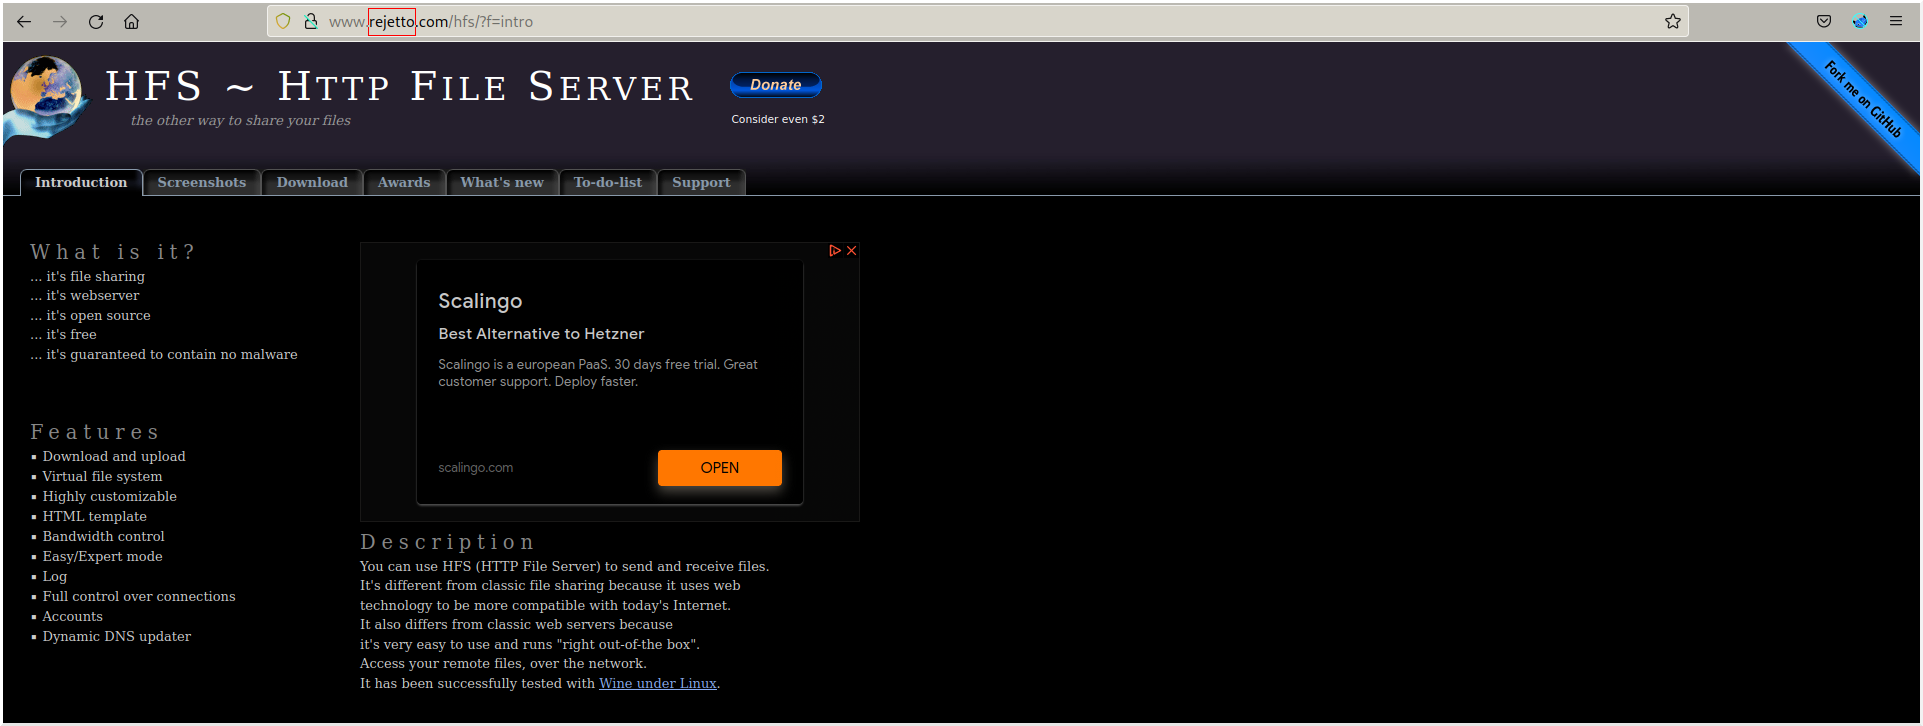 www.rejetto.com/hfs/?f=intro
HFS ~ HTTP FILE SERVER
the other way to share your files
Donate
Consider even $2
Fork me on GitHub
Introduction
Screenshots
Download
Awards
What's new
To-do-list
Support
What is it?
... it's file sharing
... it's webserver
... it's open source
... it's free
... it's guaranteed to contain no malware
Features
▪ Download and upload
▪ Virtual file system
▪ Highly customizable
▪ HTML template
▪ Bandwidth control
▪ Easy/Expert mode
▪ Log
▪ Full control over connections
▪ Accounts
▪ Dynamic DNS updater
Scalingo
Best Alternative to Hetzner
Scalingo is a european PaaS. 30 days free trial. Great
customer support. Deploy faster.
scalingo.com
OPEN
Description
You can use HFS (HTTP File Server) to send and receive files.
It's different from classic file sharing because it uses web
technology to be more compatible with today's Internet.
It also differs from classic web servers because
it's very easy to use and runs "right out-of-the box".
Access your remote files, over the network.
It has been successfully tested with Wine under Linux.